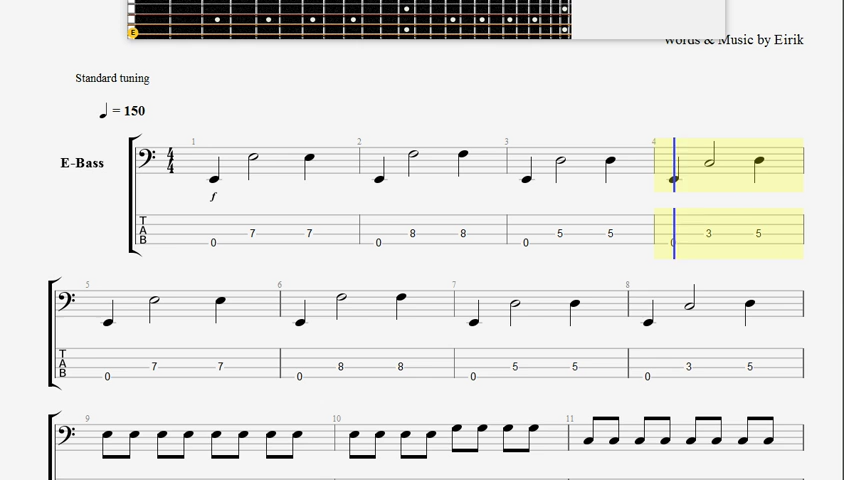 E
Words & Music by Eirik
Standard tuning
= 150
1 2 3 4
E-Bass
4
4
f
T
A
B
0 7 7 0 8 8 0 5 5 0 3 5
5 6 7 8
T
A
B
0 7 7 0 8 8 0 5 5 0 3 5
9 10 11